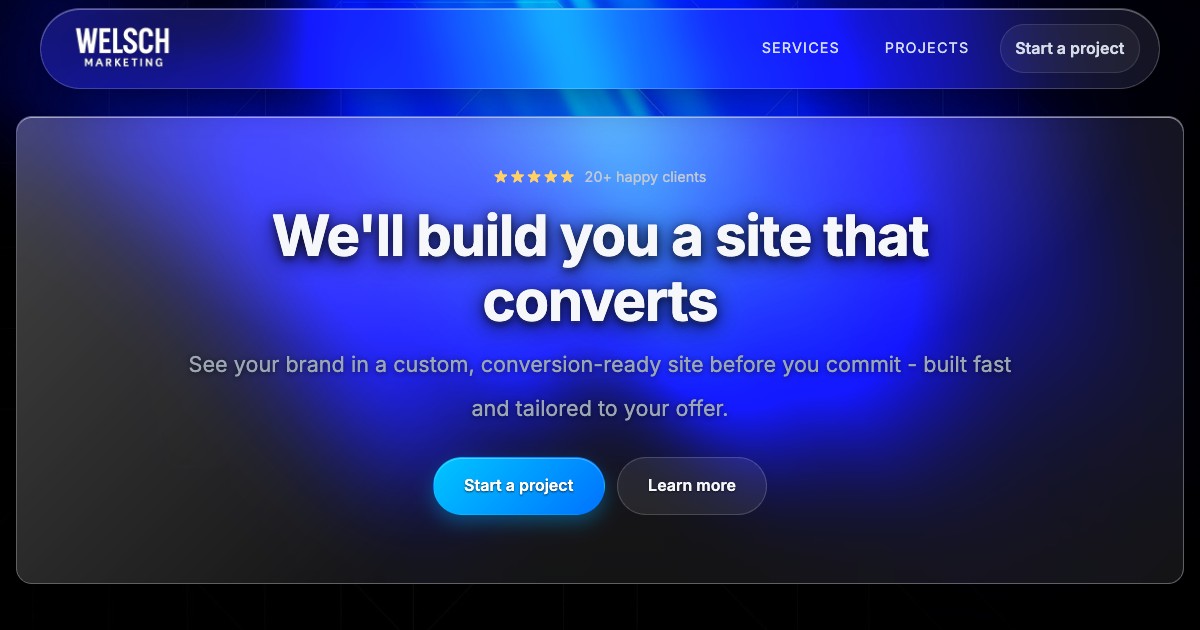 WELSCH
MARKETING
SERVICES
PROJECTS
Start a project
20+ happy clients
We'll build you a site that
converts
See your brand in a custom, conversion-ready site before you commit - built fast
and tailored to your offer.
Start a project
Learn more